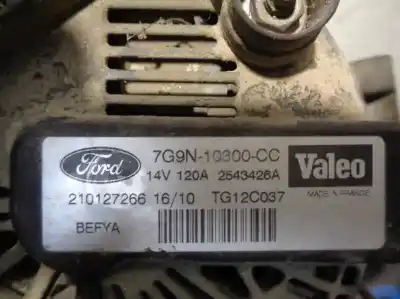 Ford 7G9N-10300-CC Valeo
14V 120A 2543426A
MADE IN FRANCE
210127266 16/10 TG12C037
BEFYA